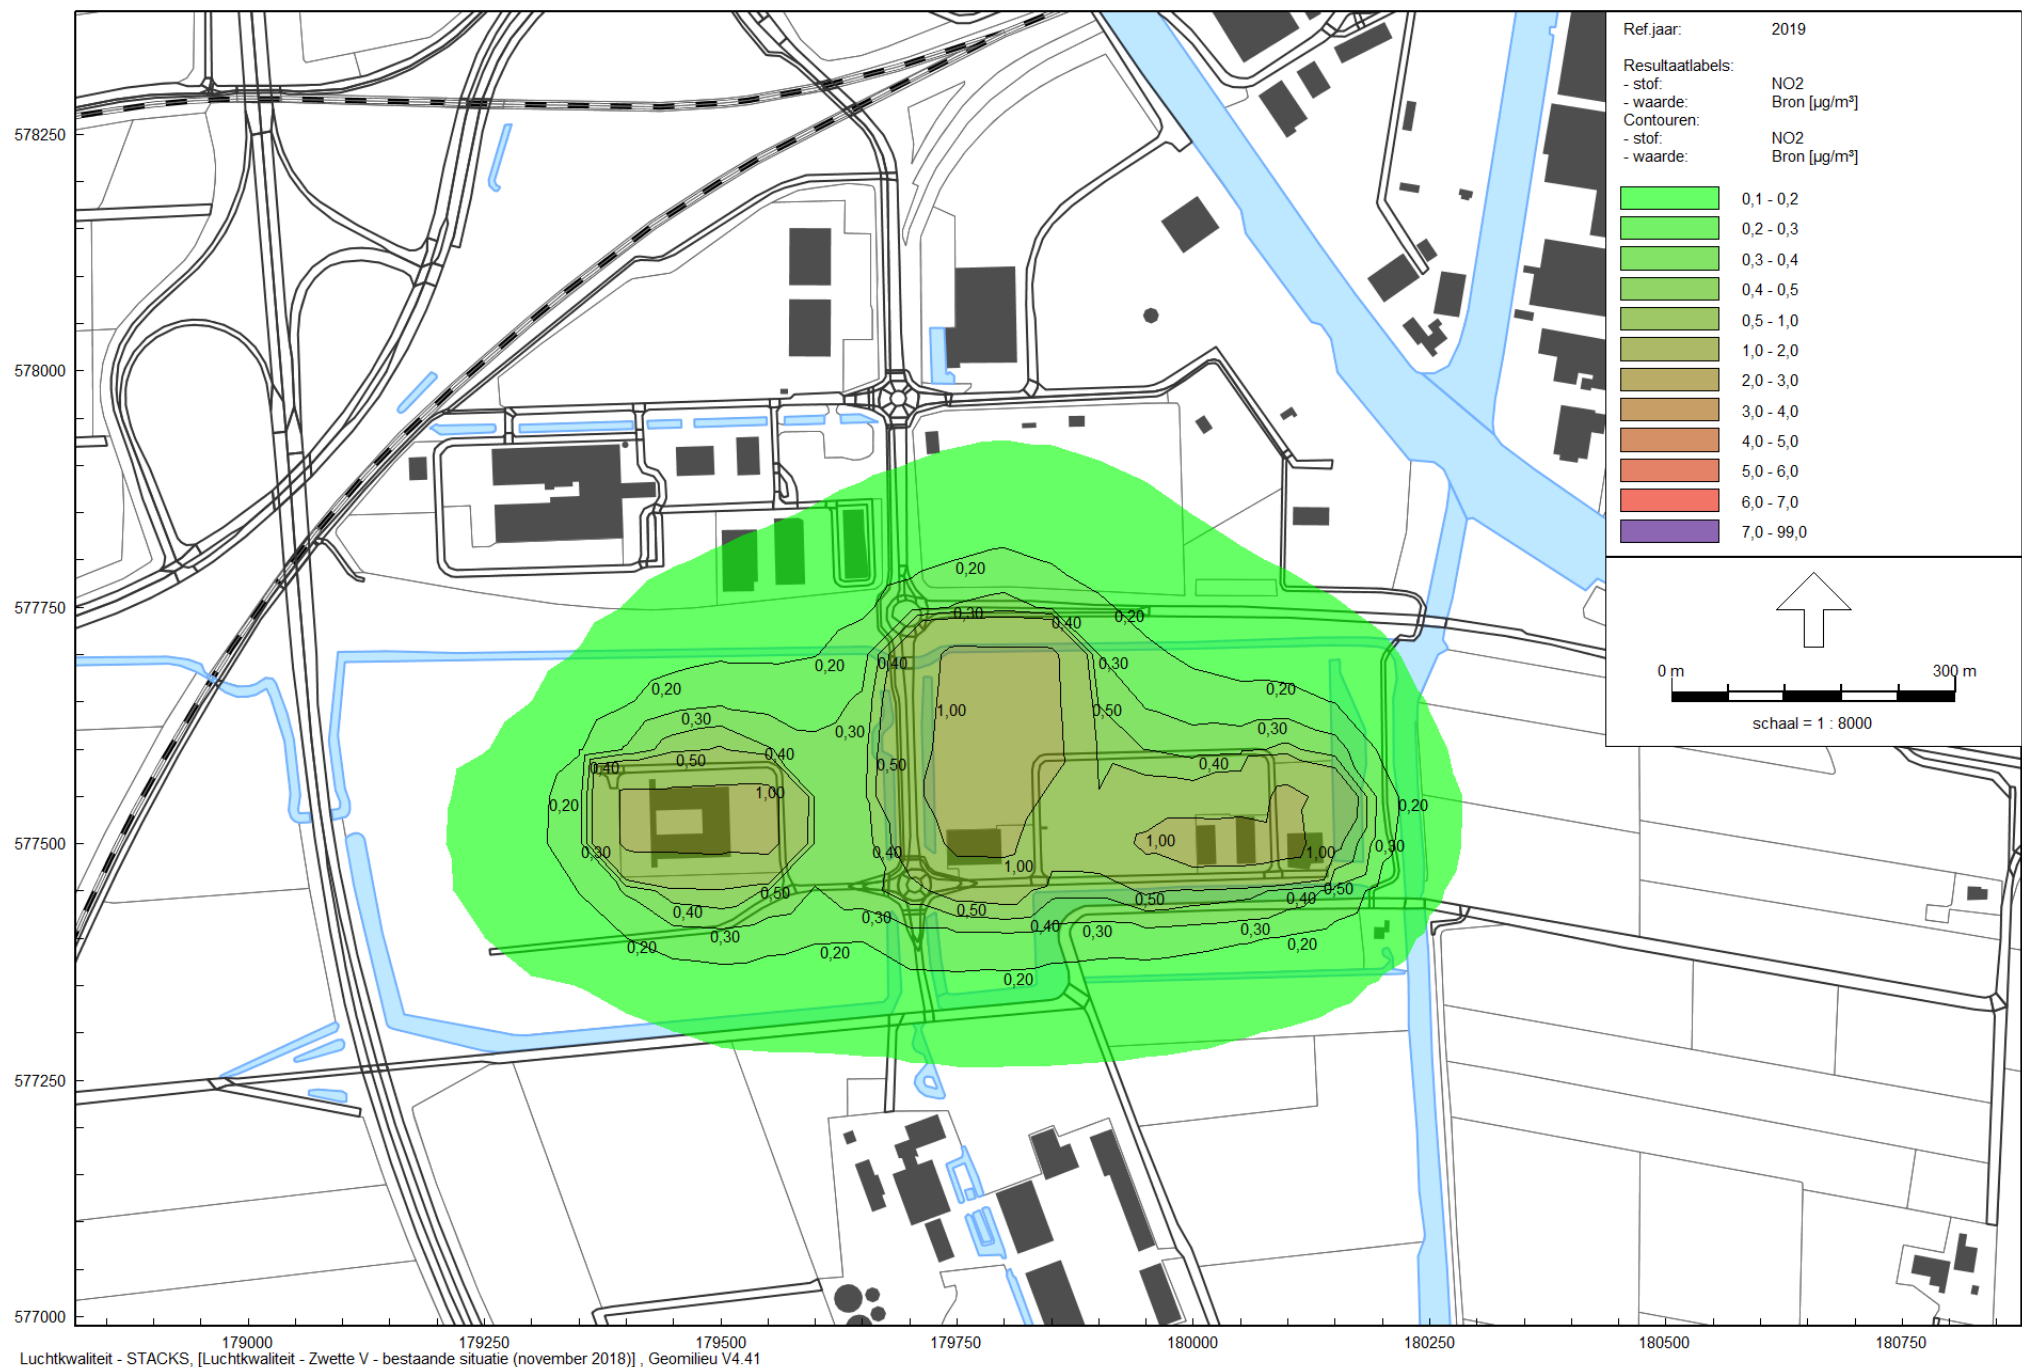 Ref.jaar: 2019
Resultaatlabels:
- stof: NO2
- waarde: Bron [µg/m³]
Contouren:
- stof: NO2
- waarde: Bron [µg/m³]
0,1 - 0,2
0,2 - 0,3
0,3 - 0,4
0,4 - 0,5
0,5 - 1,0
1,0 - 2,0
2,0 - 3,0
3,0 - 4,0
4,0 - 5,0
5,0 - 6,0
6,0 - 7,0
7,0 - 99,0
0 m 300 m
schaal = 1 : 8000
578250
578000
577750
577500
577250
577000
0,20
0,30 0,40 0,20
0,20 0,40 0,30
0,20 0,20
0,30 1,00 0,50
0,30 0,30
0,50 0,40 0,50 0,40
0,40
1,00
0,20 0,20
0,30 0,40 1,00 1,00 0,30
1,00
0,50 0,50
0,40 0,30 0,50 0,50 0,40
0,40
0,20 0,30 0,20 0,30 0,30 0,20
0,20
179000 179250 179500 179750 180000 180250 180500 180750
Luchtkwaliteit - STACKS, [Luchtkwaliteit - Zwette V - bestaande situatie (november 2018)] , Geomilieu V4.41